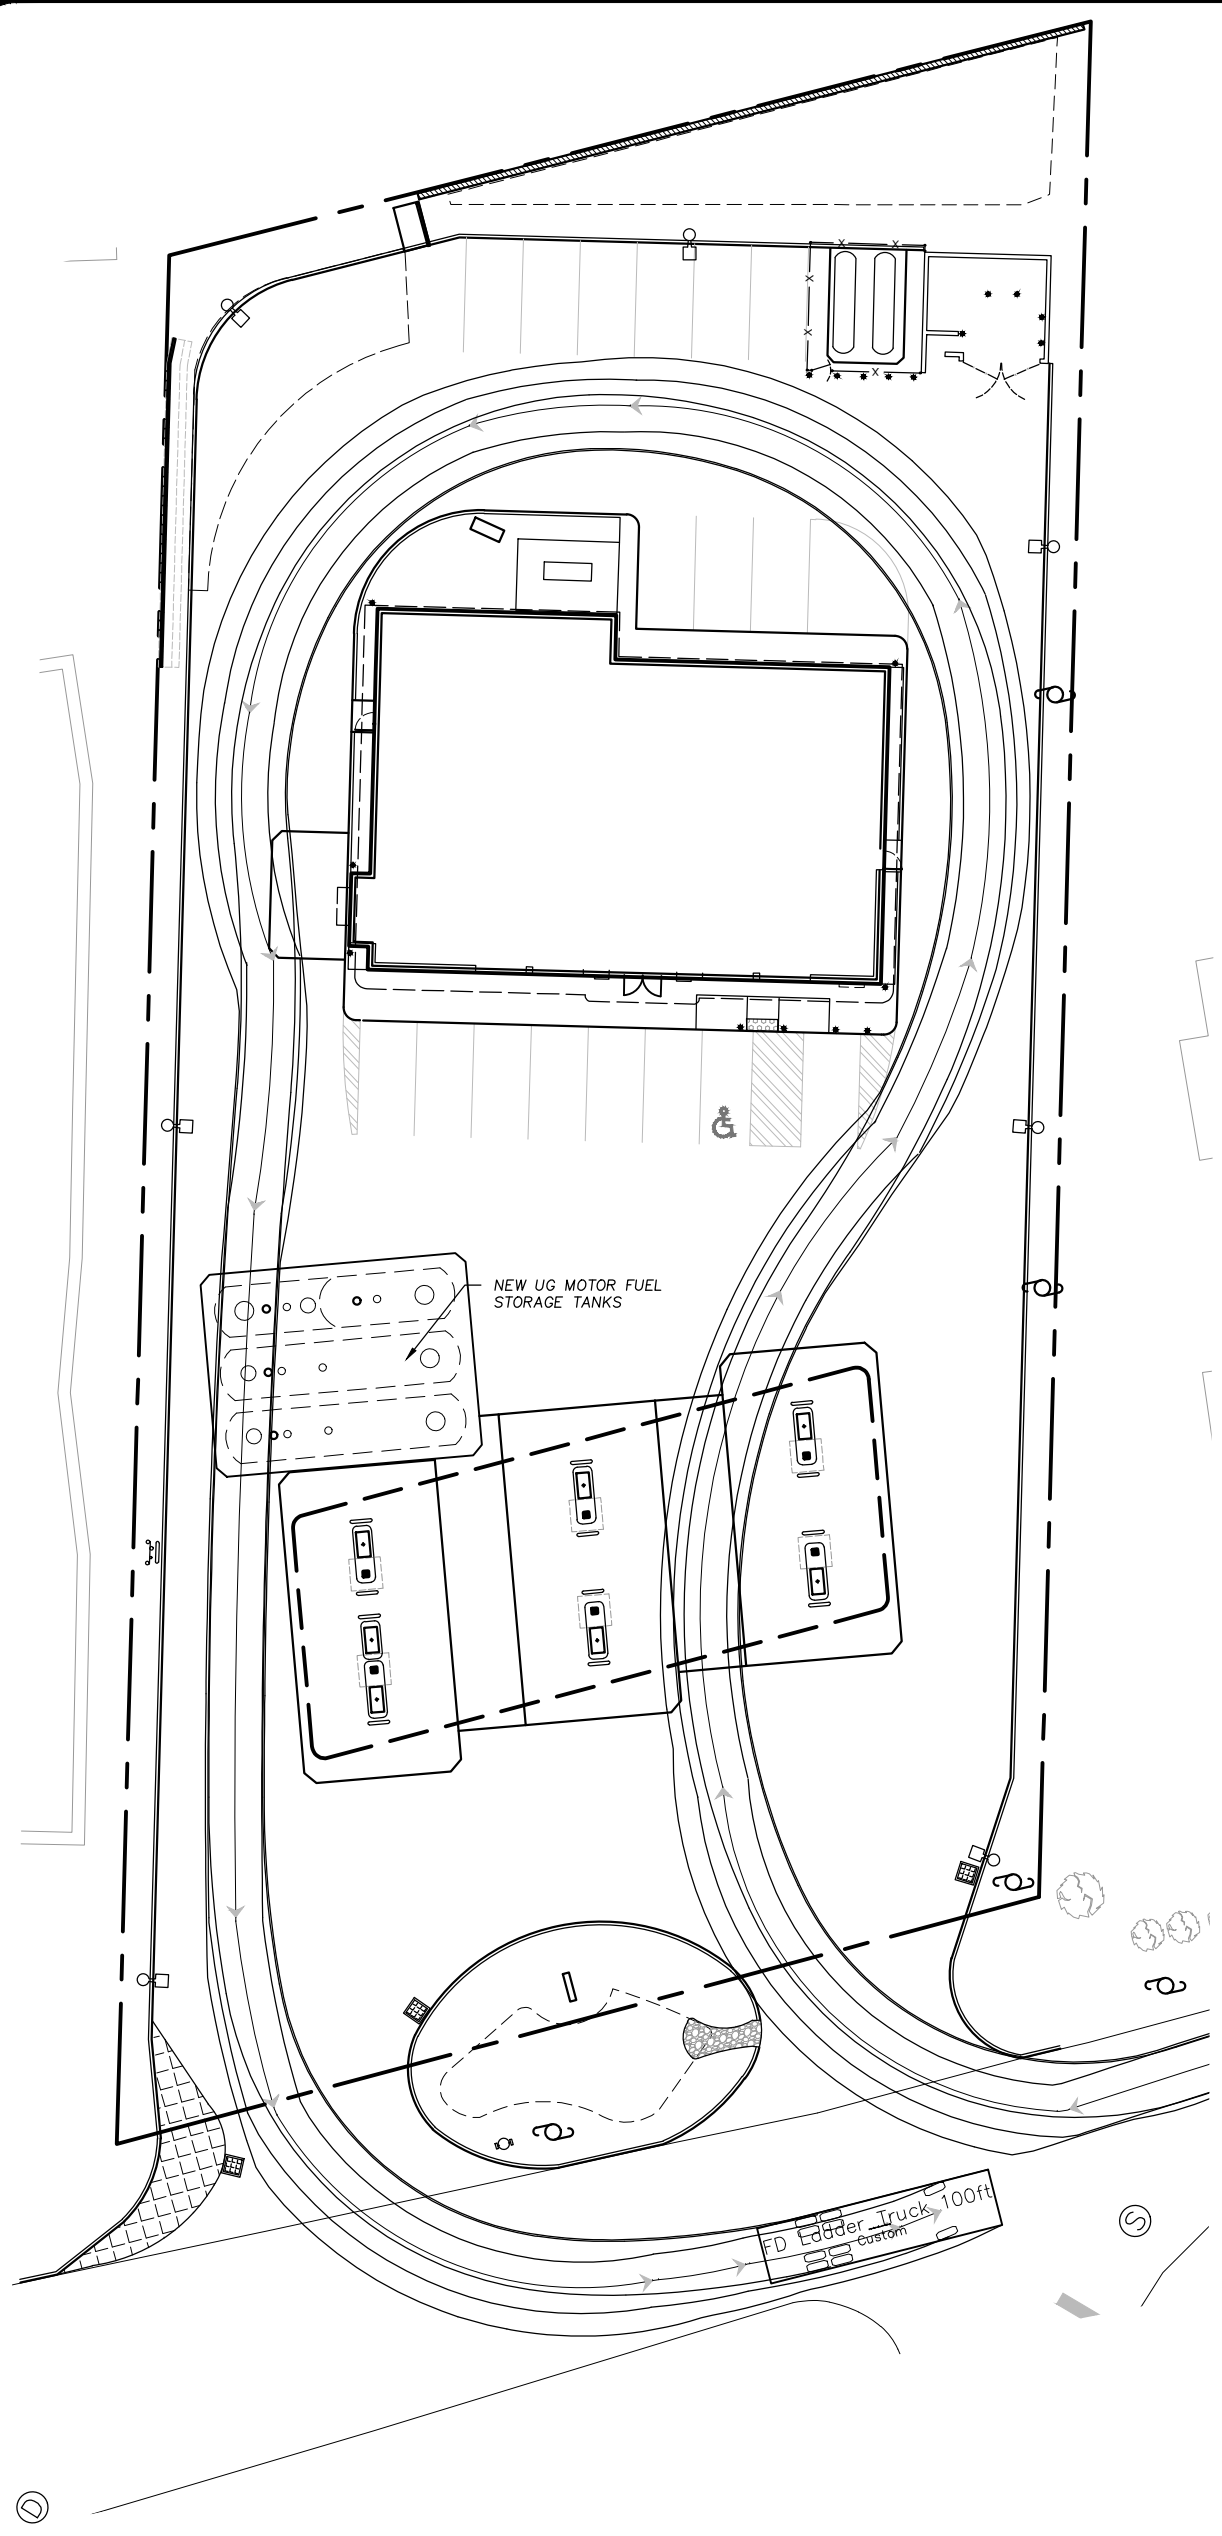 NEW UG MOTOR FUEL
STORAGE TANKS
FD Ladder Truck 100ft
Custom
S
D